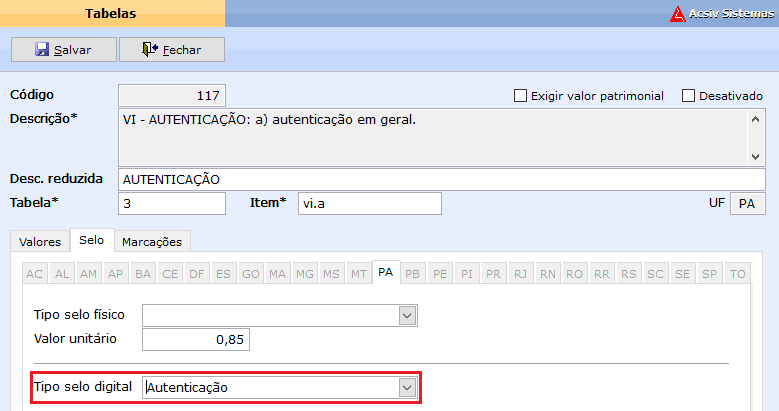 Tabelas
Acsiv Sistemas
Salvar Fechar
Código 117 Exigir valor patrimonial Desativado
Descrição* VI - AUTENTICAÇÃO: a) autenticação em geral.
Desc. reduzida AUTENTICAÇÃO
Tabela* 3 Item* vi.a UF PA
Valores Selo Marcações
AC AL AM AP BA CE DF ES GO MA MG MS MT PA PB PE PI PR RJ RN RO RR RS SC SE SP TO
Tipo selo físico
Valor unitário 0,85
Tipo selo digital Autenticação